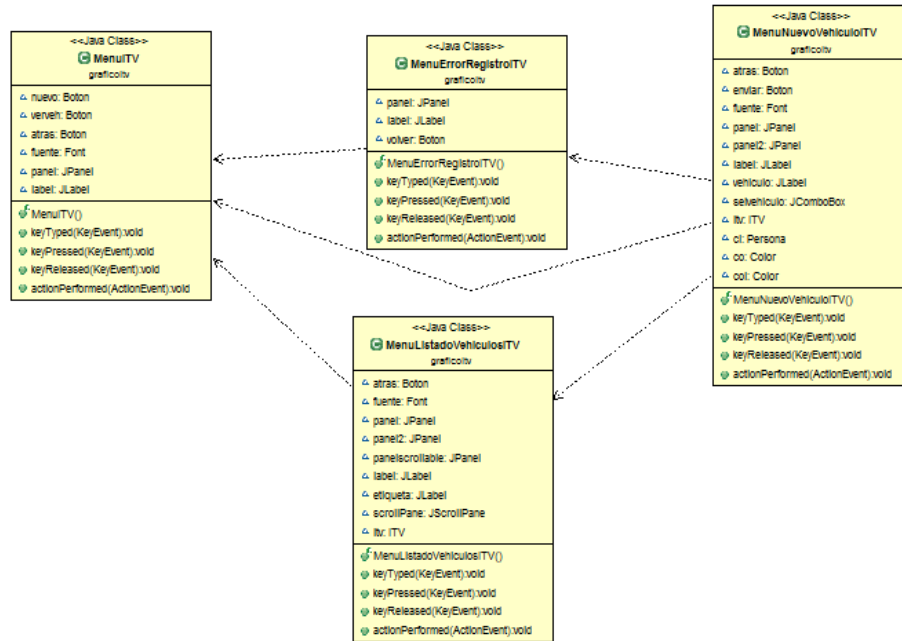 <<Java Class>>
MenuITV
graficoitv
nuevo: Boton
verveh: Boton
atras: Boton
fuente: Font
panel: JPanel
label: JLabel
MenuITV()
keyTyped(KeyEvent):void
keyPressed(KeyEvent):void
keyReleased(KeyEvent):void
actionPerformed(ActionEvent):void
<<Java Class>>
MenuErrorRegistroITV
graficoitv
panel: JPanel
label: JLabel
volver: Boton
MenuErrorRegistroITV()
keyTyped(KeyEvent):void
keyPressed(KeyEvent):void
keyReleased(KeyEvent):void
actionPerformed(ActionEvent):void
<<Java Class>>
MenuNuevoVehiculoITV
graficoitv
atras: Boton
enviar: Boton
fuente: Font
panel: JPanel
panel2: JPanel
label: JLabel
vehiculo: JLabel
selvehiculo: JComboBox
itv: ITV
cl: Persona
co: Color
col: Color
MenuNuevoVehiculoITV()
keyTyped(KeyEvent):void
keyPressed(KeyEvent):void
keyReleased(KeyEvent):void
actionPerformed(ActionEvent):void
<<Java Class>>
MenuListadoVehiculosITV
graficoitv
atras: Boton
fuente: Font
panel: JPanel
panel2: JPanel
panelscrollable: JPanel
label: JLabel
etiqueta: JLabel
scrollPane: JScrollPane
itv: ITV
MenuListadoVehiculosITV()
keyTyped(KeyEvent):void
keyPressed(KeyEvent):void
keyReleased(KeyEvent):void
actionPerformed(ActionEvent):void